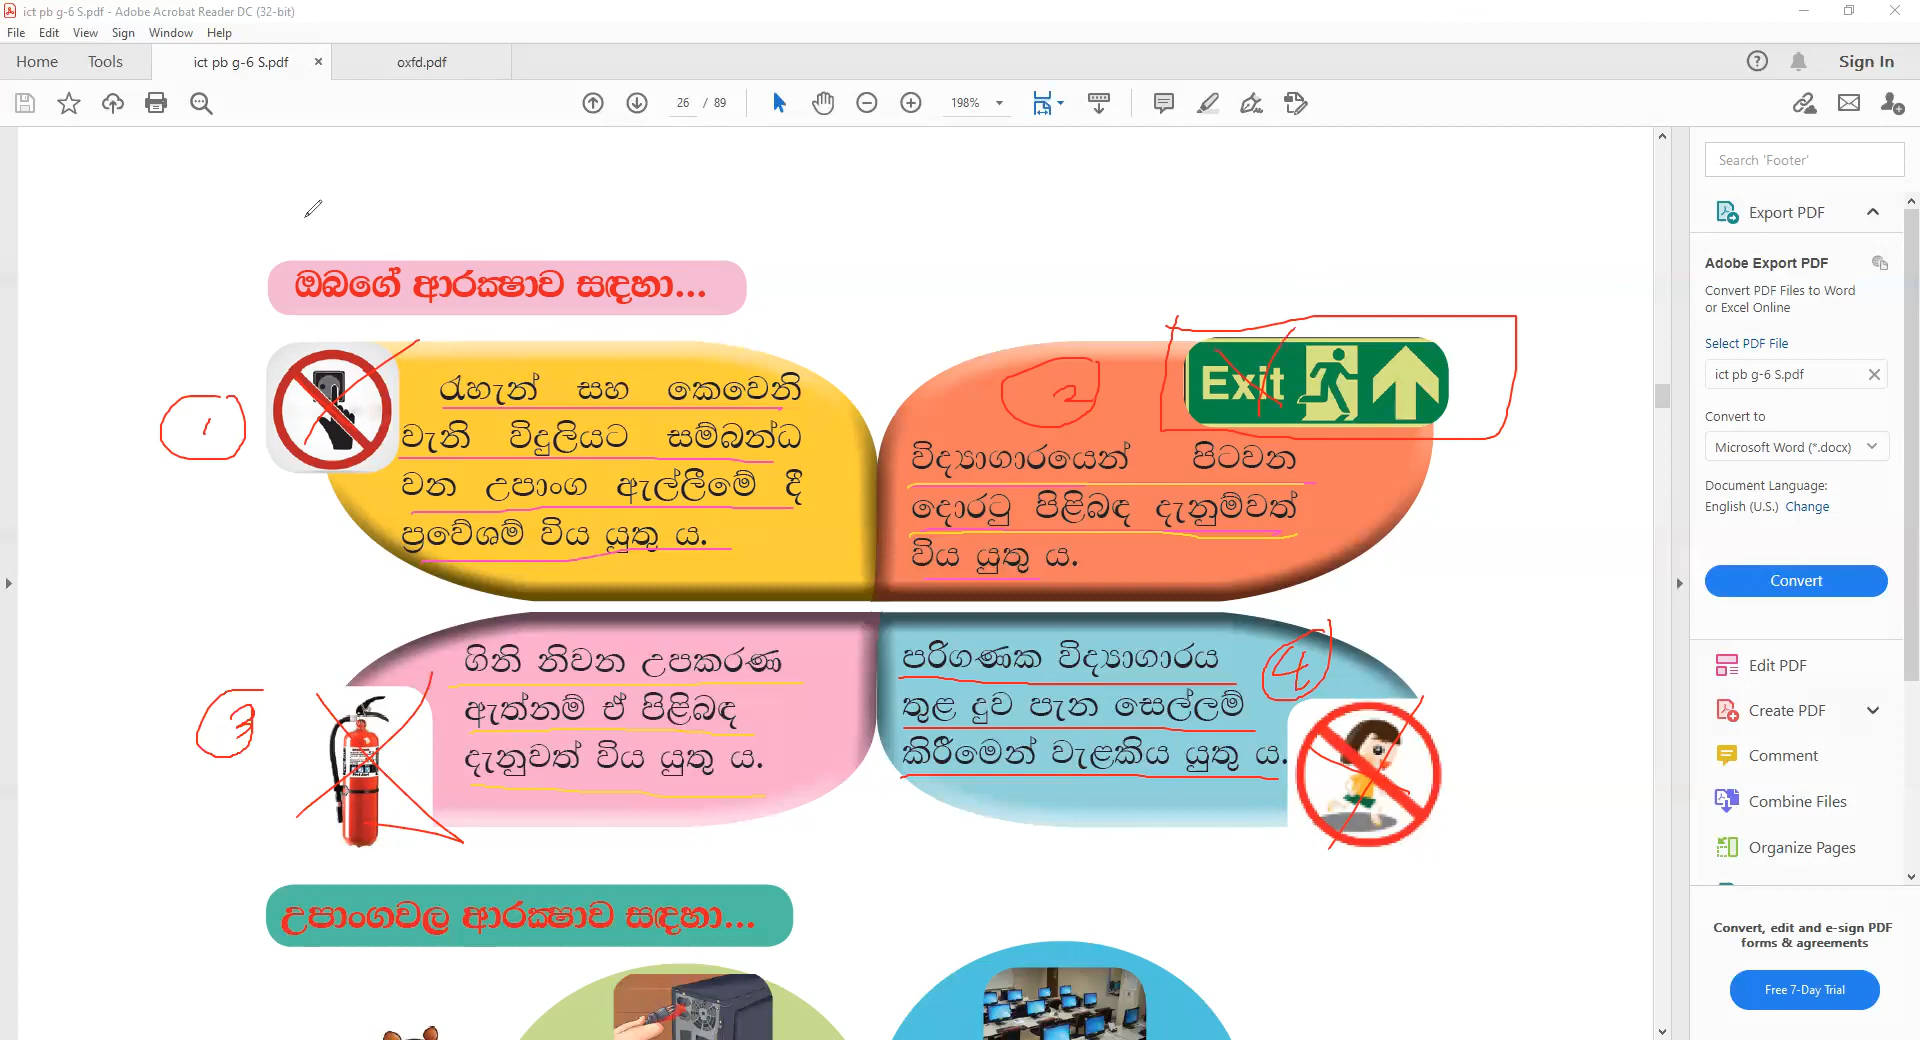 ict pb g-6 S.pdf - Adobe Acrobat Reader DC (32-bit)
File Edit View Sign Window Help
Home Tools ict pb g-6 S.pdf × oxfd.pdf ? Sign In
26 / 89 198%
ඔබගේ ආරක්‍ෂාව සඳහා...
1
රැහැන් සහ කෙවෙනි
වැනි විදුලියට සම්බන්ධ
වන උපාංග ඇල්ලීමේ දී
ප්‍රවේශම් විය යුතු ය.
2
Exit
විද්‍යාගාරයෙන් පිටවන
දොරටු පිළිබඳ දැනුම්වත්
විය යුතු ය.
3
ගිනි නිවන උපකරණ
ඇත්නම් ඒ පිළිබඳ
දැනුවත් විය යුතු ය.
4
පරිගණක විද්‍යාගාරය
තුළ දුව පැන සෙල්ලම්
කිරීමෙන් වැළකිය යුතු ය.
උපාංගවල ආරක්‍ෂාව සඳහා...
Search 'Footer'
Export PDF
Adobe Export PDF
Convert PDF Files to Word
or Excel Online
Select PDF File
ict pb g-6 S.pdf
Convert to
Microsoft Word (*.docx)
Document Language:
English (U.S.) Change
Convert
Edit PDF
Create PDF
Comment
Combine Files
Organize Pages
Convert, edit and e-sign PDF
forms & agreements
Free 7-Day Trial